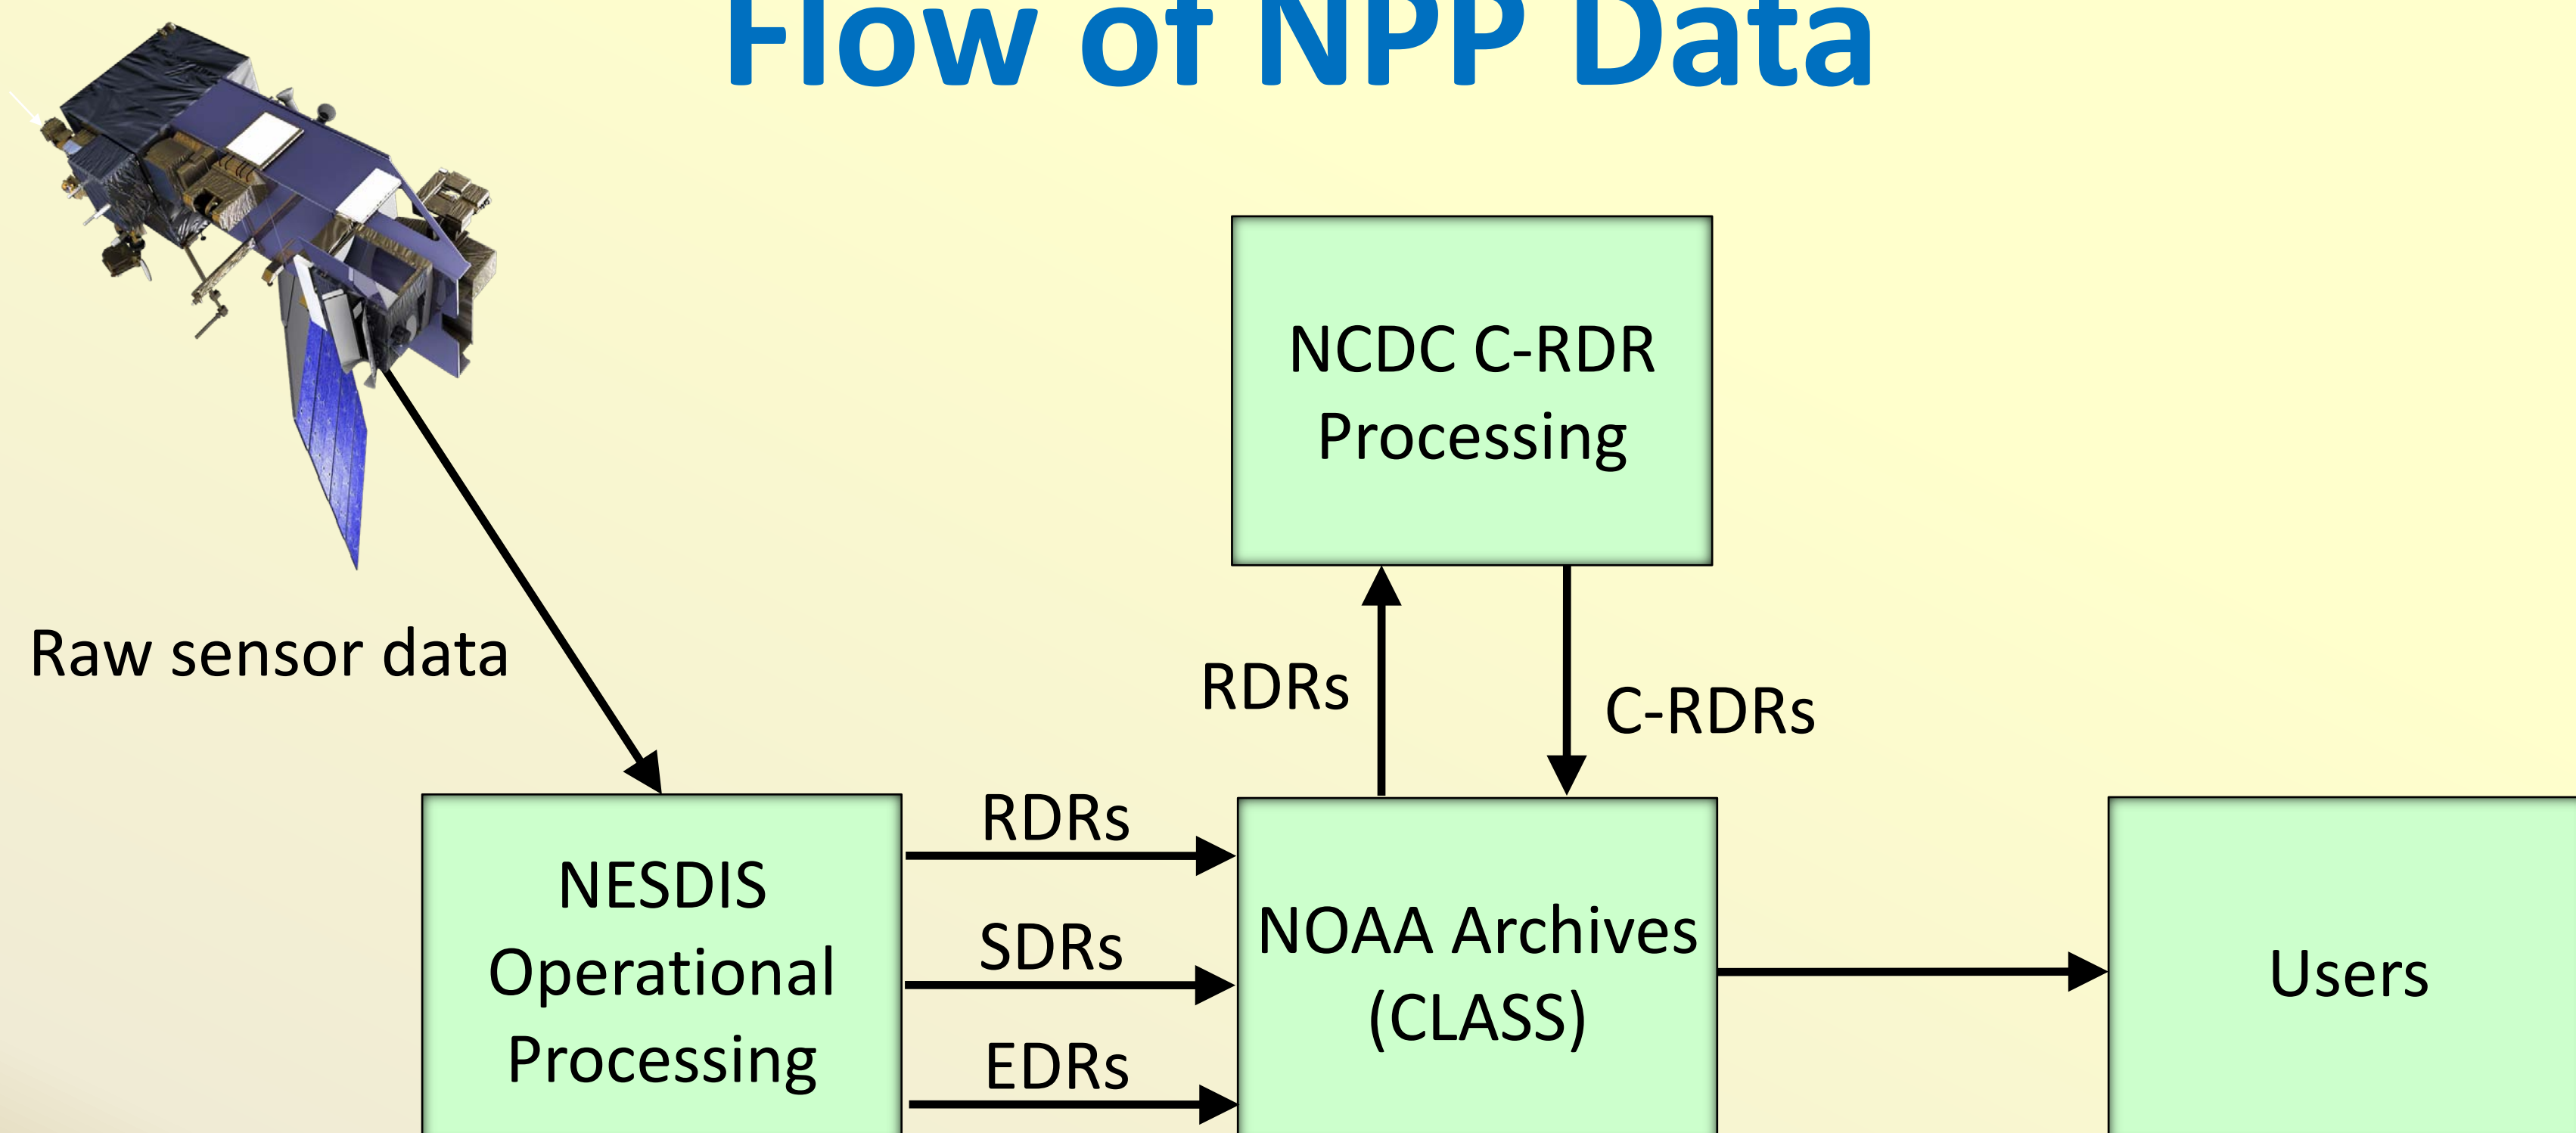 Flow of NPP Data
NCDC C-RDR
Processing
Raw sensor data
RDRs
C-RDRs
RDRs
NESDIS
Operational
Processing
SDRs
EDRs
NOAA Archives
(CLASS)
Users